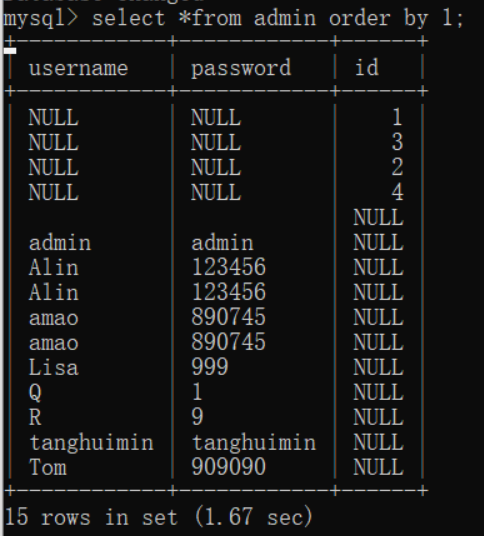 mysql> select *from admin order by 1;
username | password | id
NULL | NULL | 1
NULL | NULL | 3
NULL | NULL | 2
NULL | NULL | 4
NULL
admin | admin | NULL
Alin | 123456 | NULL
Alin | 123456 | NULL
amao | 890745 | NULL
amao | 890745 | NULL
Lisa | 999 | NULL
Q | 1 | NULL
R | 9 | NULL
tanghuimin | tanghuimin | NULL
Tom | 909090 | NULL
15 rows in set (1.67 sec)